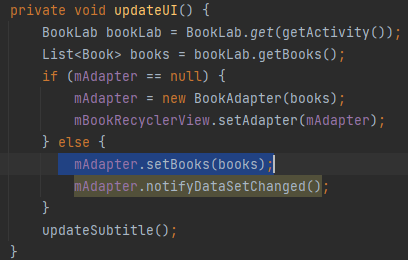 private void updateUI() {
    BookLab bookLab = BookLab.get(getActivity());
    List<Book> books = bookLab.getBooks();
    if (mAdapter == null) {
        mAdapter = new BookAdapter(books);
        mBookRecyclerView.setAdapter(mAdapter);
    } else {
        mAdapter.setBooks(books);
        mAdapter.notifyDataSetChanged();
    }
    updateSubtitle();
}